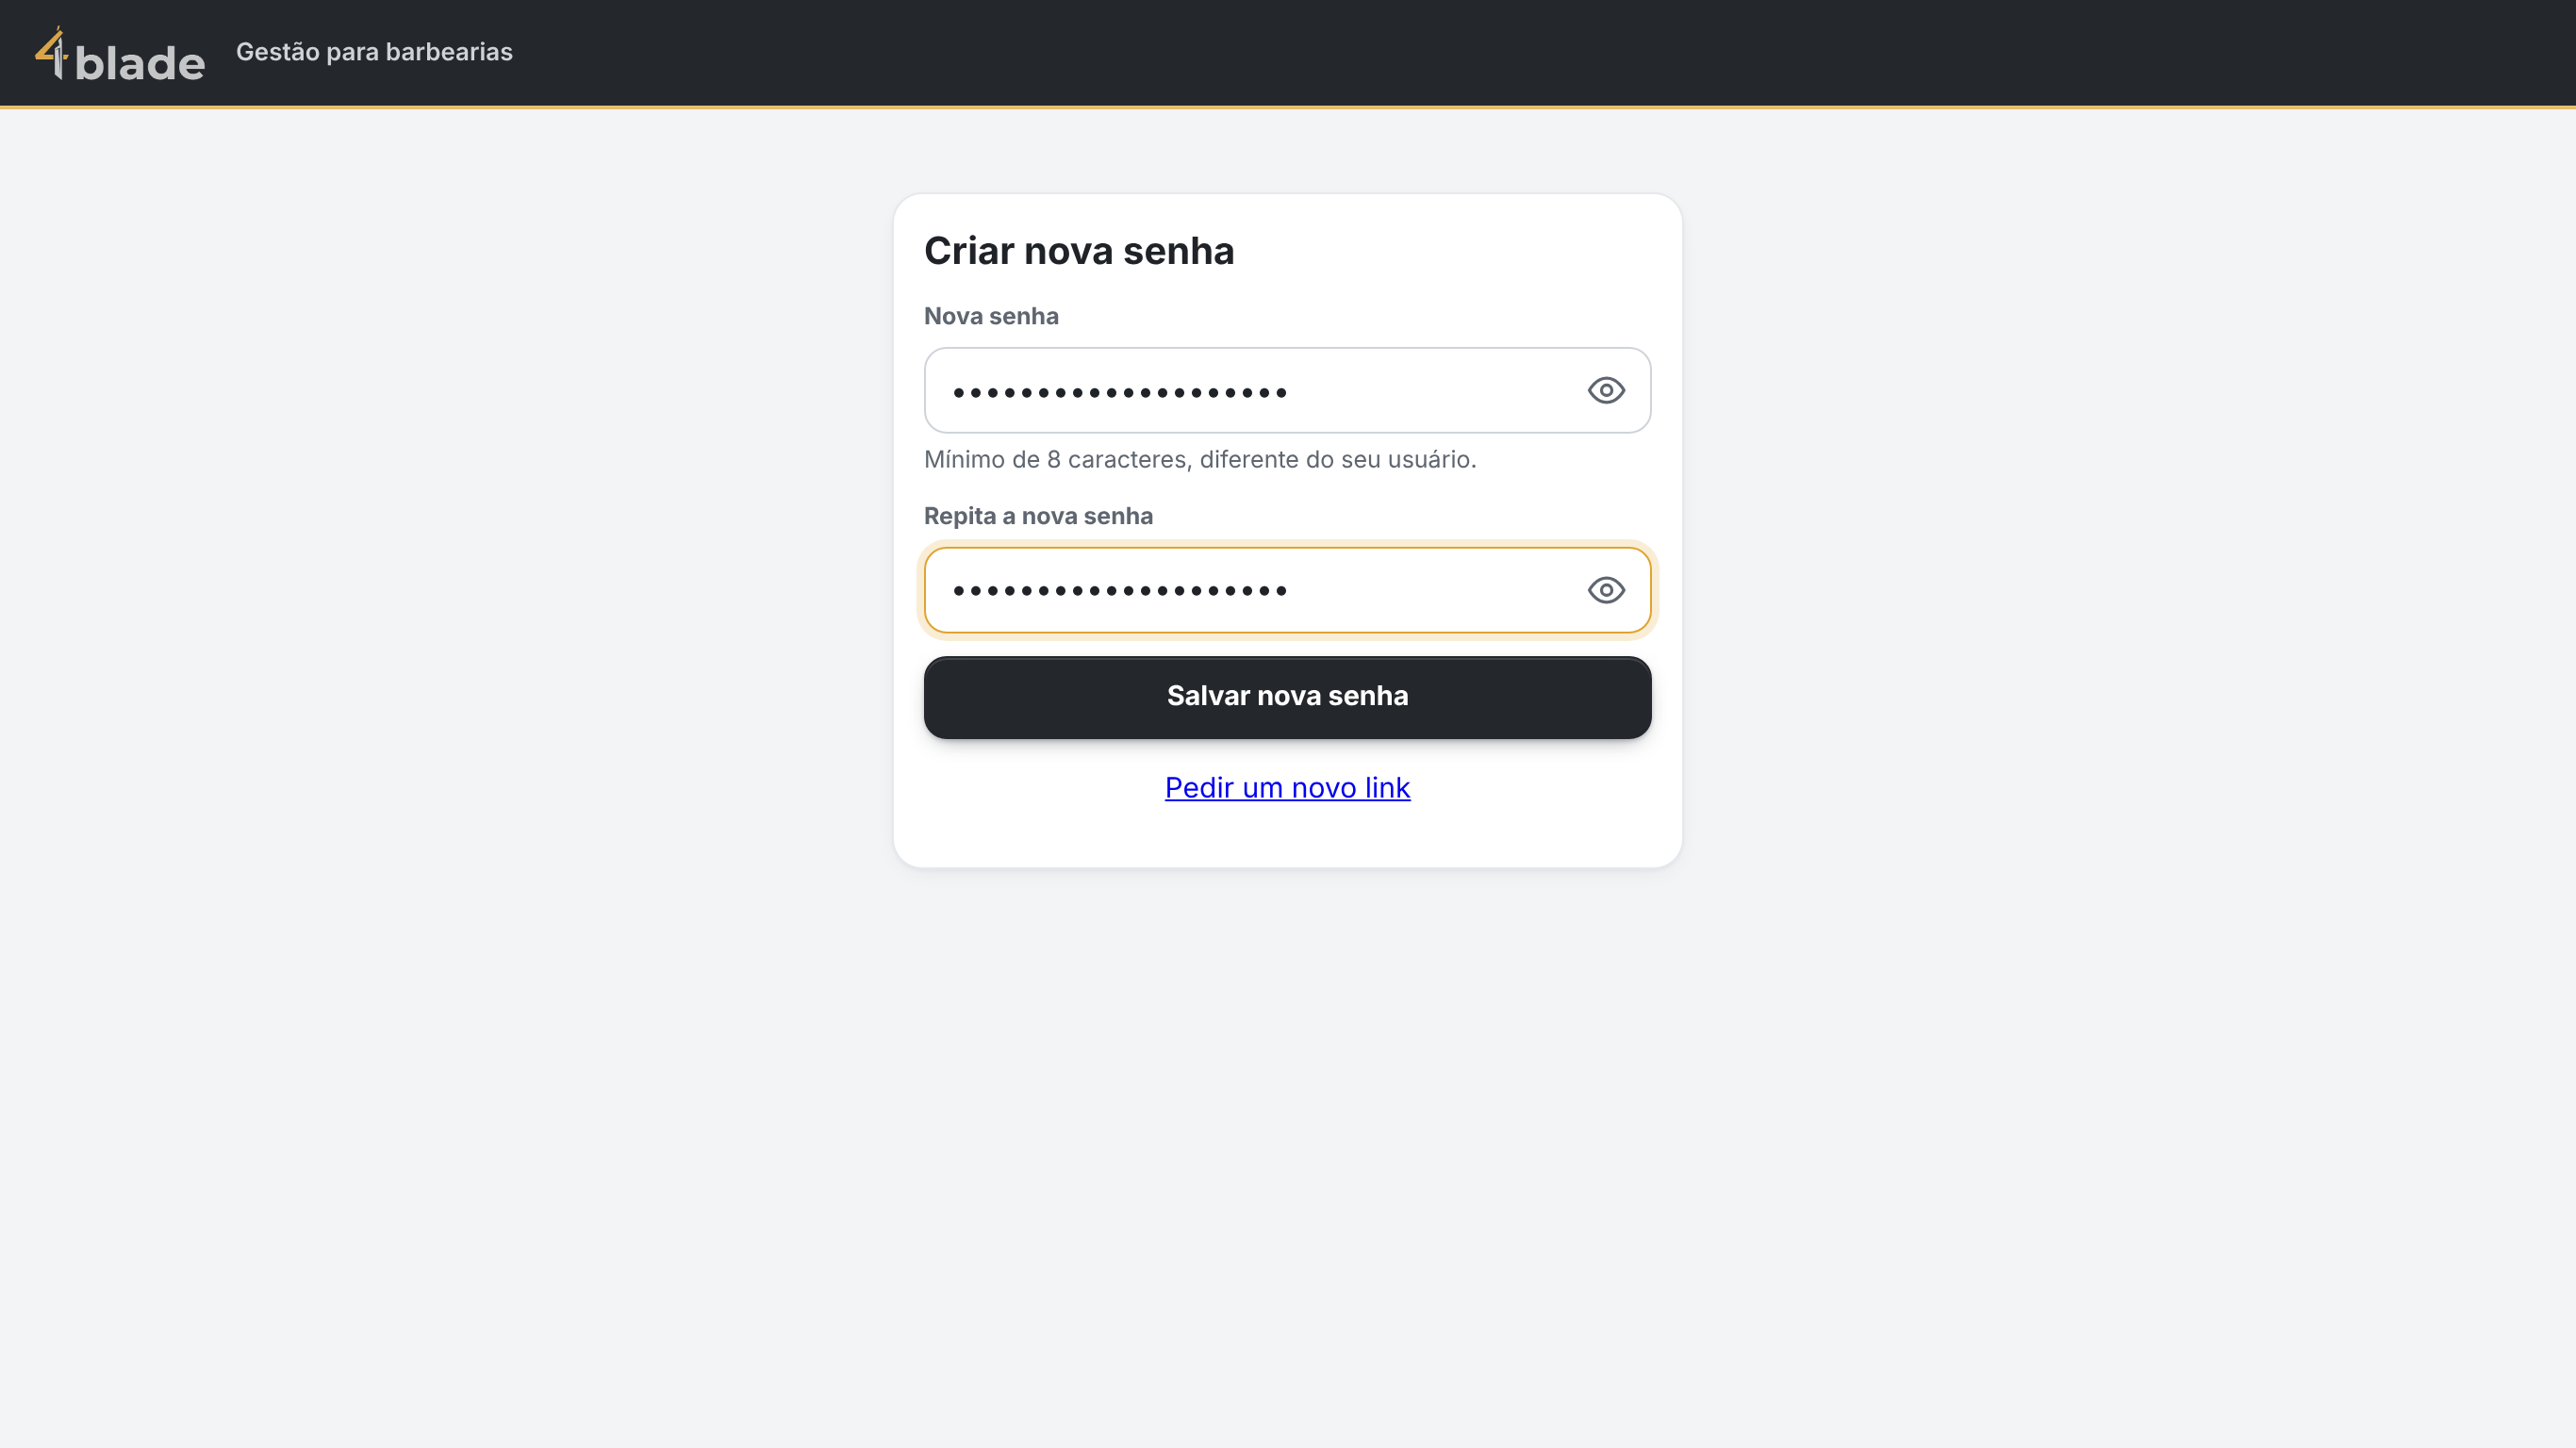 4blade
Gestão para barbearias
Criar nova senha
Nova senha
••••••••••••••••••••
Mínimo de 8 caracteres, diferente do seu usuário.
Repita a nova senha
••••••••••••••••••••
Salvar nova senha
Pedir um novo link